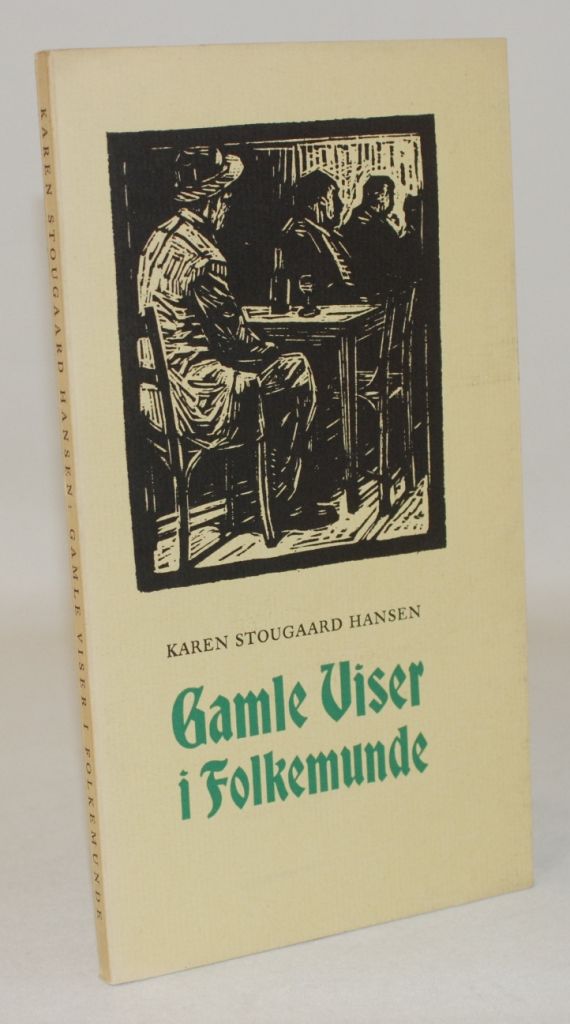 KAREN STOUGAARD HANSEN: GAMLE VISER I FOLKEMUNDE
KAREN STOUGAARD HANSEN
Gamle Viser
i Folkemunde